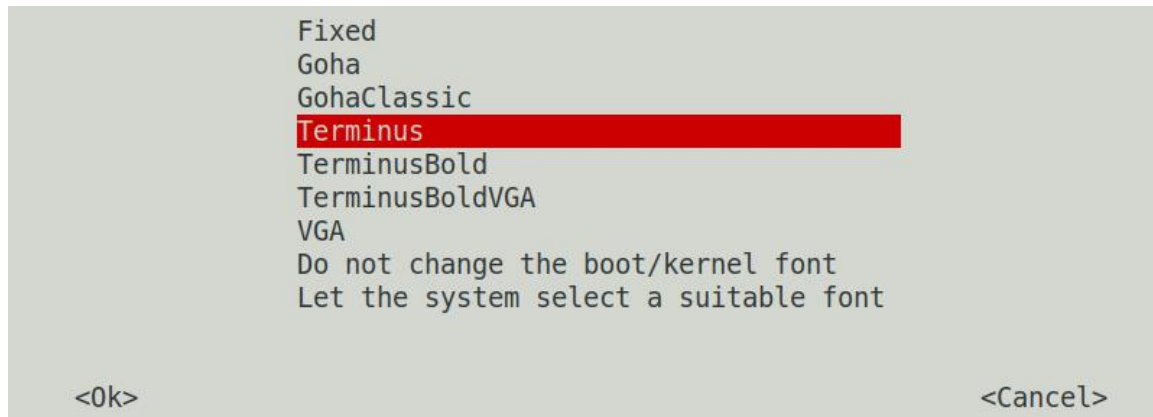 Fixed
Goha
GohaClassic
Terminus
TerminusBold
TerminusBoldVGA
VGA
Do not change the boot/kernel font
Let the system select a suitable font
<Ok> <Cancel>